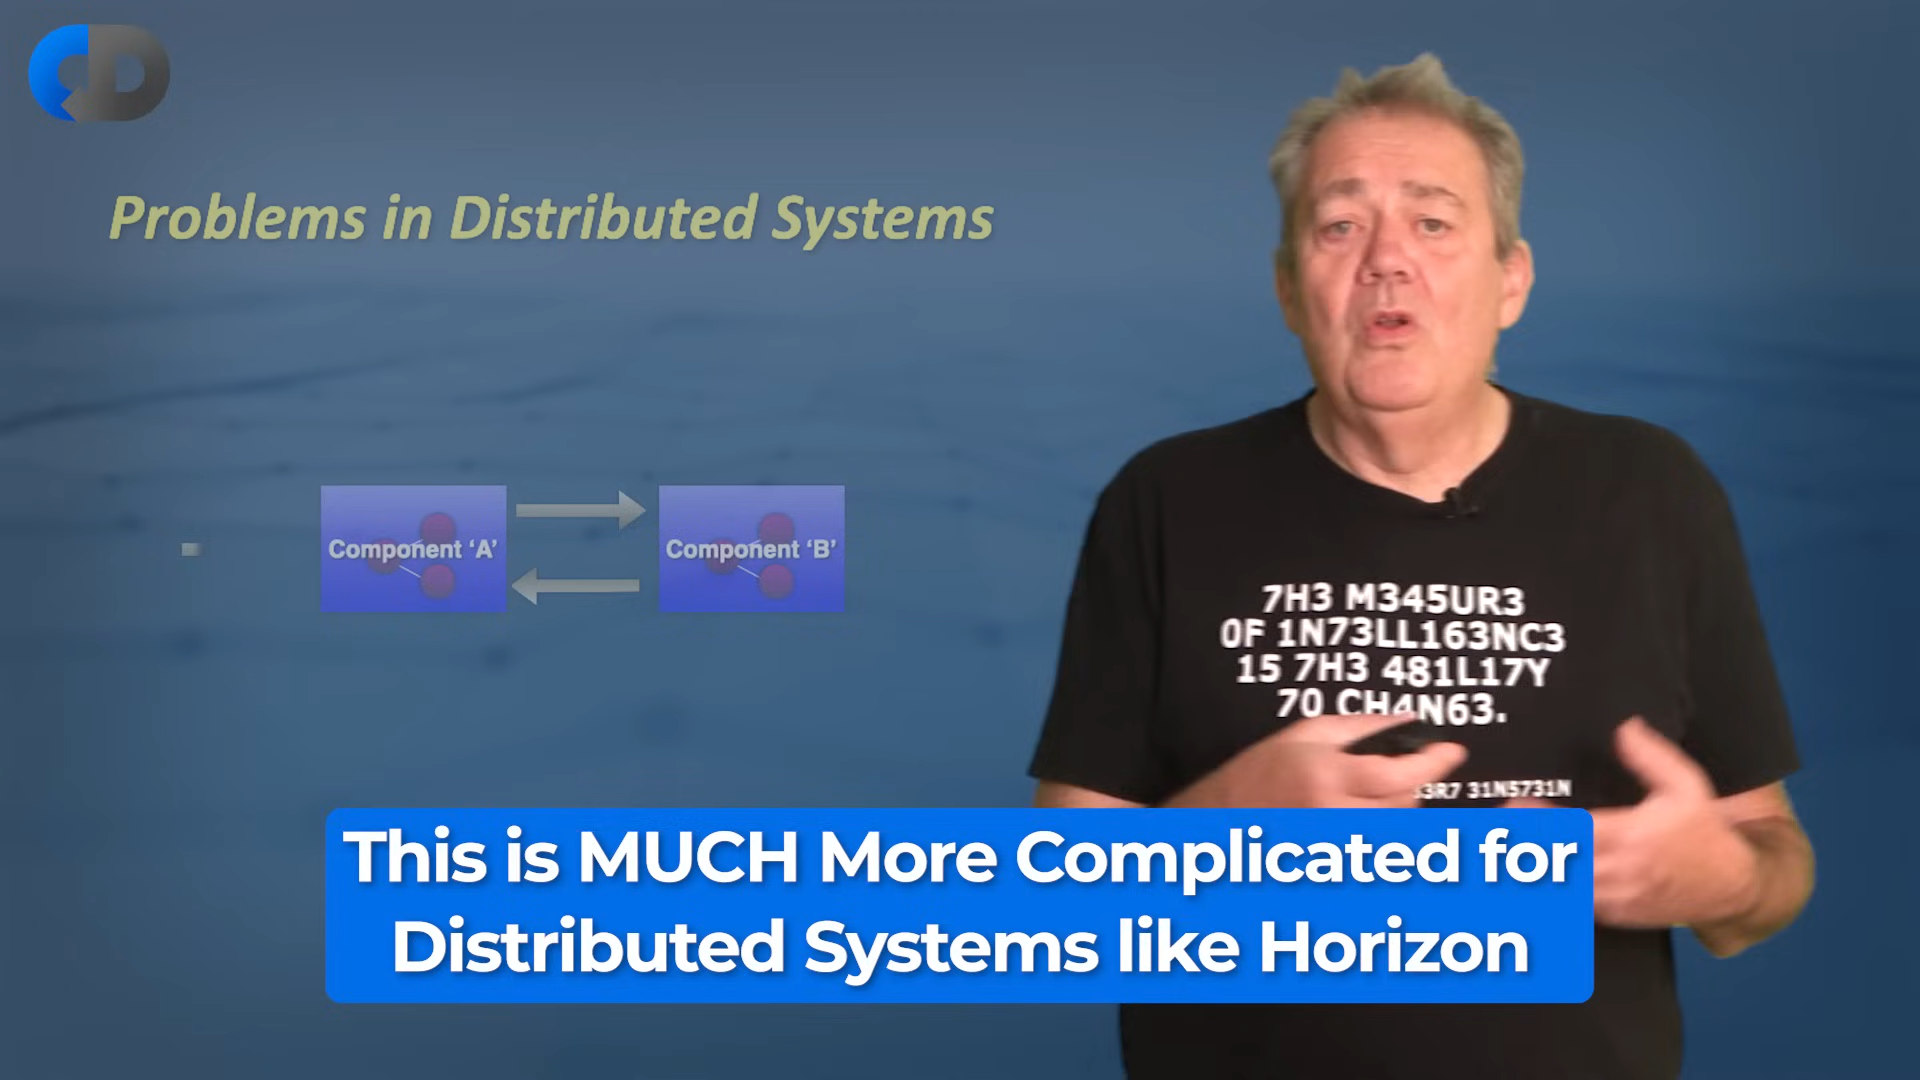 Problems in Distributed Systems
Component ‘A’
Component ‘B’
7H3 M345UR3
0F 1N73LL163NC3
15 7H3 481L17Y
70 CH4N63.
31N5731N
This is MUCH More Complicated for
Distributed Systems like Horizon